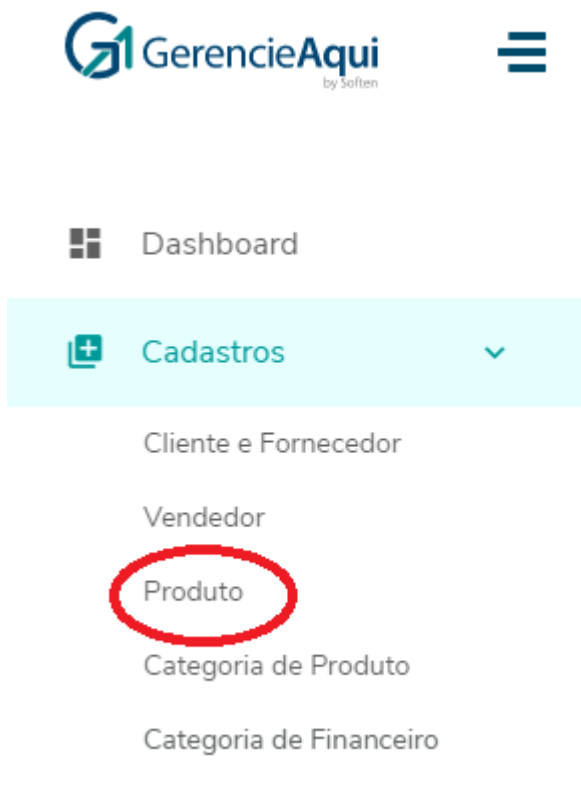 GerencieAqui
by Soften
Dashboard
Cadastros
Cliente e Fornecedor
Vendedor
Produto
Categoria de Produto
Categoria de Financeiro